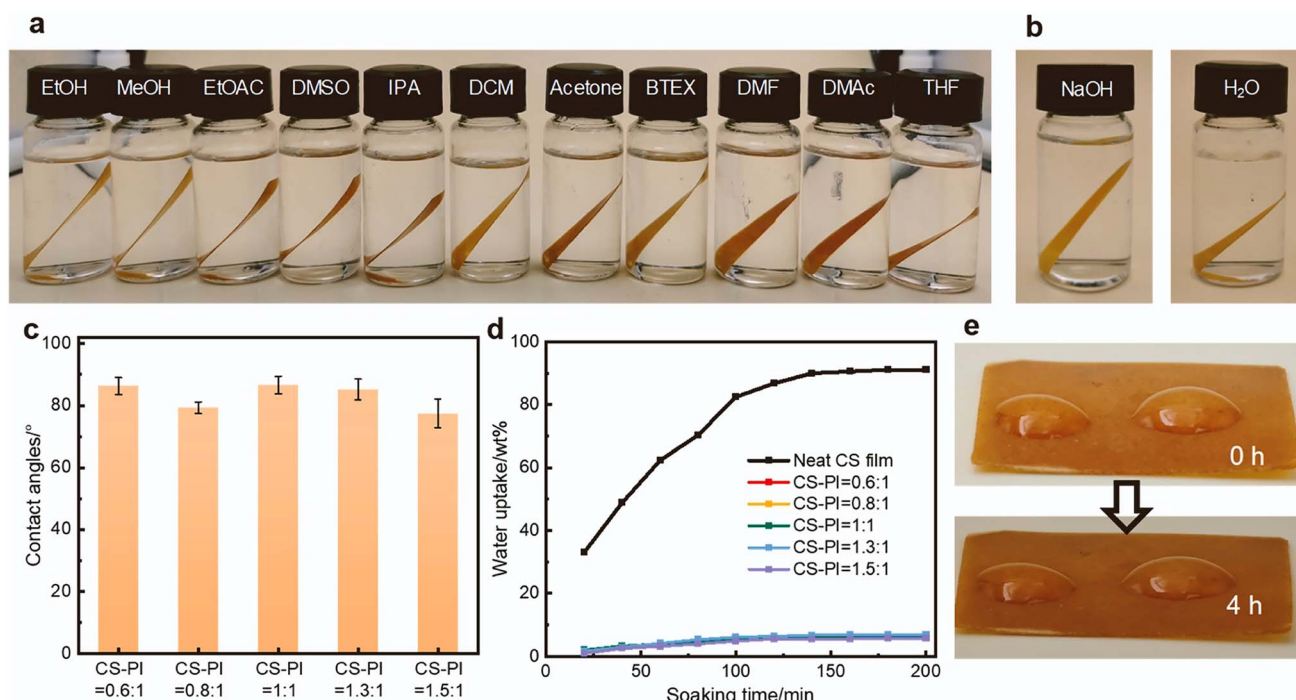 a
b
EtOH MeOH EtOAC DMSO IPA DCM Acetone BTEX DMF DMAc THF
NaOH
H₂O
c
100
80
60
40
20
0
Contact angles/°
CS-PI
=0.6:1
CS-PI
=0.8:1
CS-PI
=1:1
CS-PI
=1.3:1
CS-PI
=1.5:1
d
100
80
60
40
20
0
Water uptake/wt%
Neat CS film
CS-PI=0.6:1
CS-PI=0.8:1
CS-PI=1:1
CS-PI=1.3:1
CS-PI=1.5:1
0 50 100 150 200
Soaking time/min
e
0 h
4 h